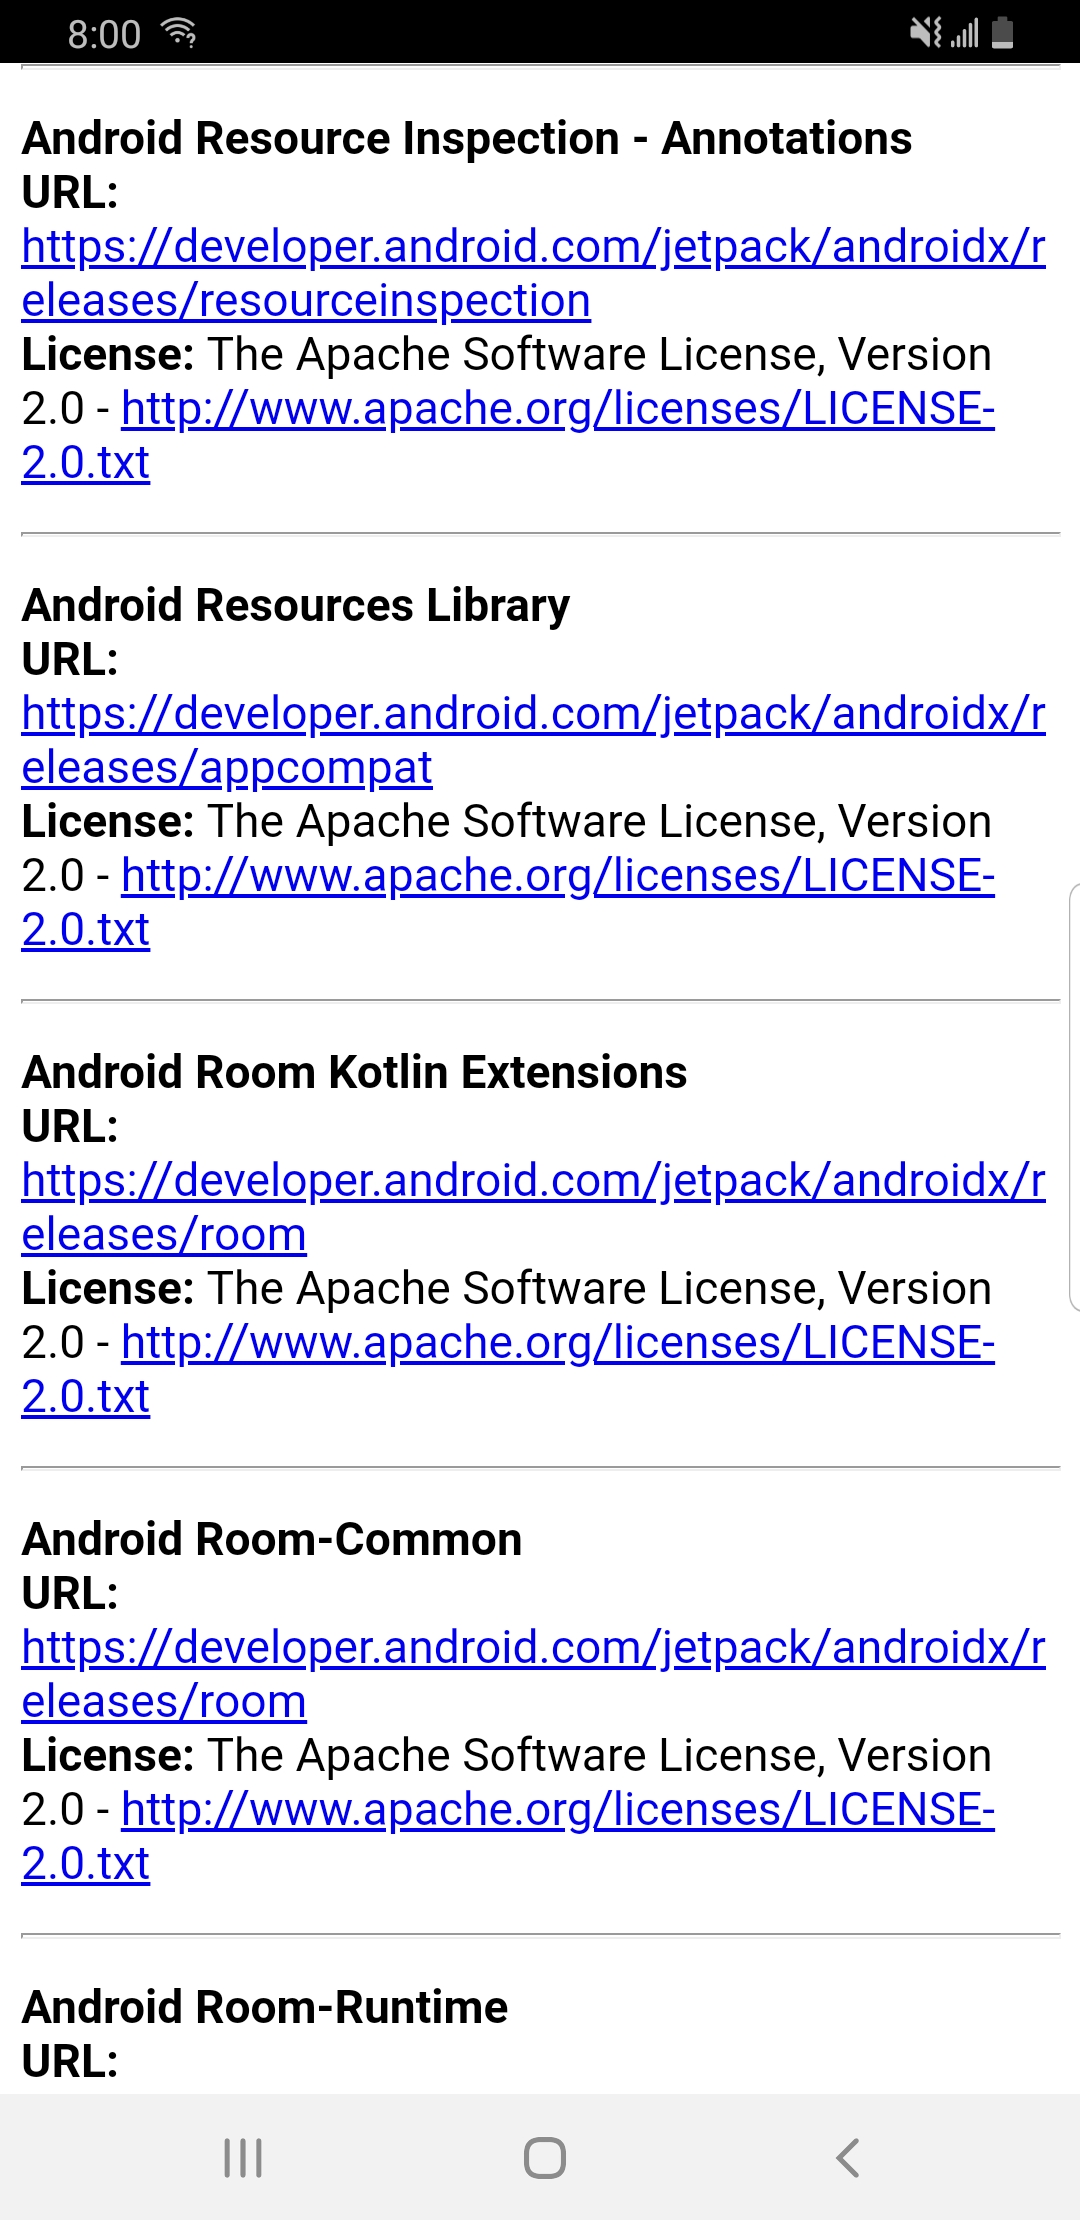 8:00
Android Resource Inspection - Annotations
URL:
https://developer.android.com/jetpack/androidx/r
eleases/resourceinspection
License: The Apache Software License, Version
2.0 - http://www.apache.org/licenses/LICENSE-
2.0.txt
Android Resources Library
URL:
https://developer.android.com/jetpack/androidx/r
eleases/appcompat
License: The Apache Software License, Version
2.0 - http://www.apache.org/licenses/LICENSE-
2.0.txt
Android Room Kotlin Extensions
URL:
https://developer.android.com/jetpack/androidx/r
eleases/room
License: The Apache Software License, Version
2.0 - http://www.apache.org/licenses/LICENSE-
2.0.txt
Android Room-Common
URL:
https://developer.android.com/jetpack/androidx/r
eleases/room
License: The Apache Software License, Version
2.0 - http://www.apache.org/licenses/LICENSE-
2.0.txt
Android Room-Runtime
URL: